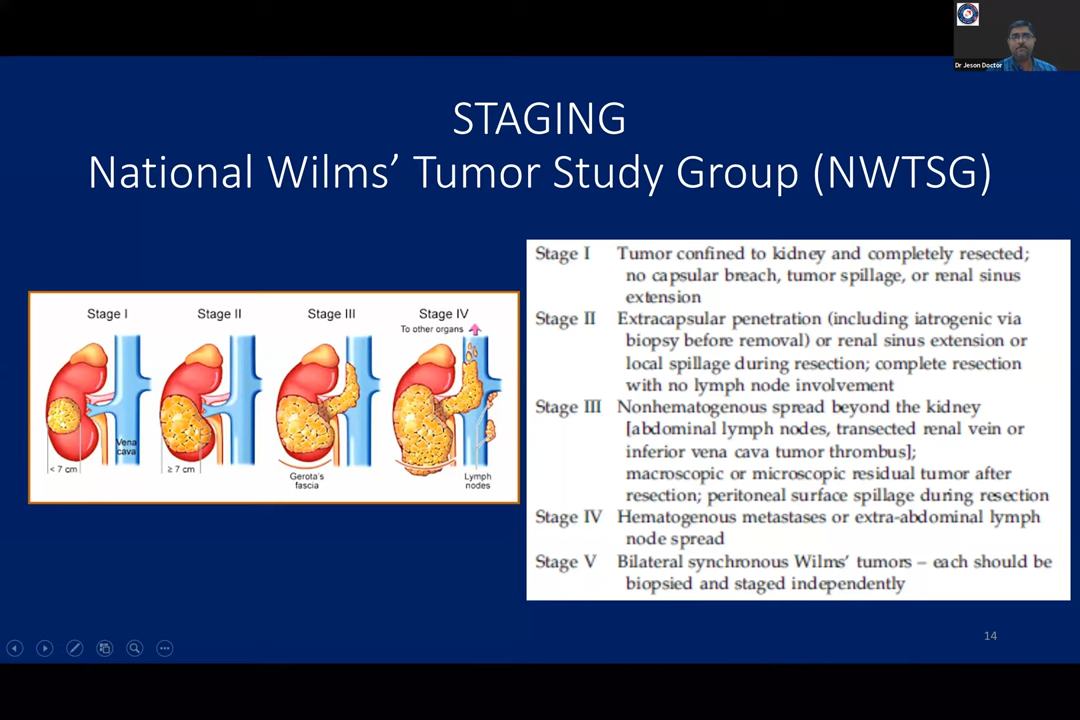 Dr Jeson Doctor
STAGING
National Wilms’ Tumor Study Group (NWTSG)
Stage I
Stage II
Stage III
Stage IV
To other organs
Vena
cava
< 7 cm
≥ 7 cm
Gerota's
fascia
Lymph
nodes
Stage I Tumor confined to kidney and completely resected;
no capsular breach, tumor spillage, or renal sinus
extension
Stage II Extracapsular penetration (including iatrogenic via
biopsy before removal) or renal sinus extension or
local spillage during resection; complete resection
with no lymph node involvement
Stage III Nonhematogenous spread beyond the kidney
[abdominal lymph nodes, transected renal vein or
inferior vena cava tumor thrombus];
macroscopic or microscopic residual tumor after
resection; peritoneal surface spillage during resection
Stage IV Hematogenous metastases or extra-abdominal lymph
node spread
Stage V Bilateral synchronous Wilms’ tumors – each should be
biopsied and staged independently
14